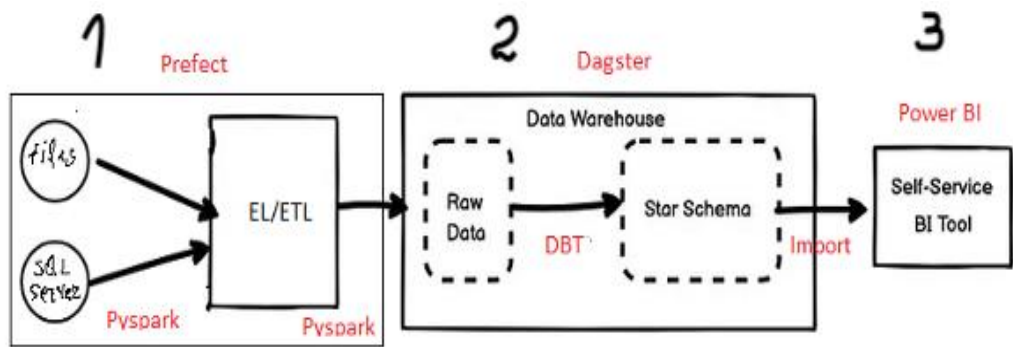 1
2
3
Prefect
Dagster
Power BI
files
SQL
server
EL/ETL
Pyspark
Pyspark
Data Warehouse
Raw
Data
DBT
Star Schema
Import
Self-Service
BI Tool